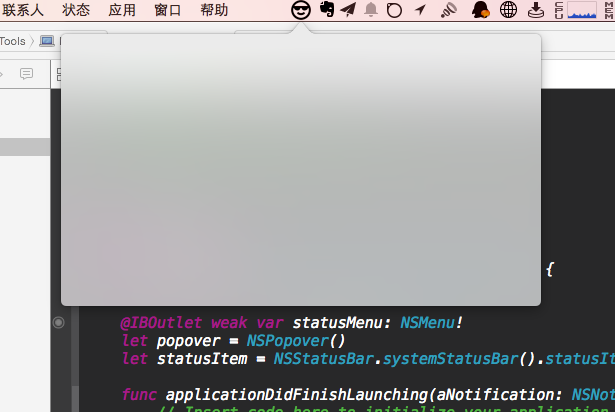 联系人 状态 应用 窗口 帮助 CPU MEM
Tools
{
@IBOutlet weak var statusMenu: NSMenu!
let popover = NSPopover()
let statusItem = NSStatusBar.systemStatusBar().statusIt
func applicationDidFinishLaunching(aNotification: NSNot
// Insert code here to initialize your application